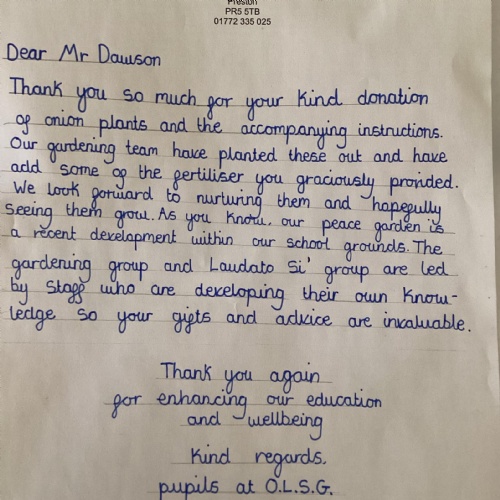 Preston
PR5 5TB
01772 335 025
Dear Mr Dawson
Thank you so much for your kind donation
of onion plants and the accompanying instructions.
Our gardening team have planted these out and have
add some of the fertiliser you graciously provided.
We look forward to nurturing them and hopefully
seeing them grow. As you know, our peace garden is
a recent development within our school grounds. The
gardening group and Laudato Si' group are led
by staff who are developing their own know-
ledge so your gifts and advice are invaluable.
Thank you again
for enhancing our education
and wellbeing
Kind regards.
pupils at O.L.S.G.